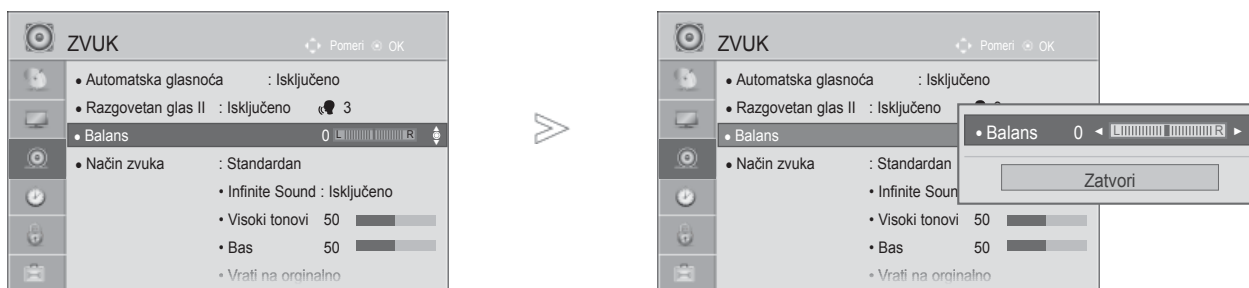 ZVUK Pomeri OK
• Automatska glasnoća : Isključeno
• Razgovetan glas II : Isključeno 3
• Balans 0 L R
• Način zvuka : Standardan
• Infinite Sound : Isključeno
• Visoki tonovi 50
• Bas 50
• Vrati na orginalno
ZVUK Pomeri OK
• Automatska glasnoća : Isključeno
• Razgovetan glas II : Isključeno
• Balans
• Balans 0 L R
Zatvori
• Način zvuka : Standardan
• Infinite Soun
• Visoki tonovi 50
• Bas 50
• Vrati na orginalno